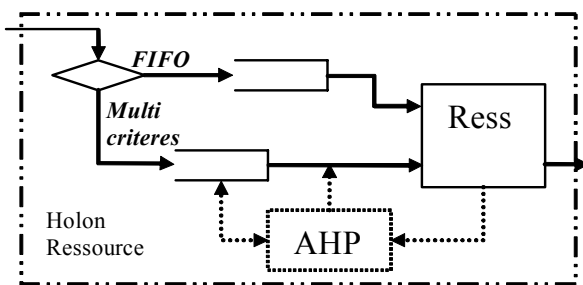 FIFO
Multi
criteres
Ress
Holon
Ressource
AHP